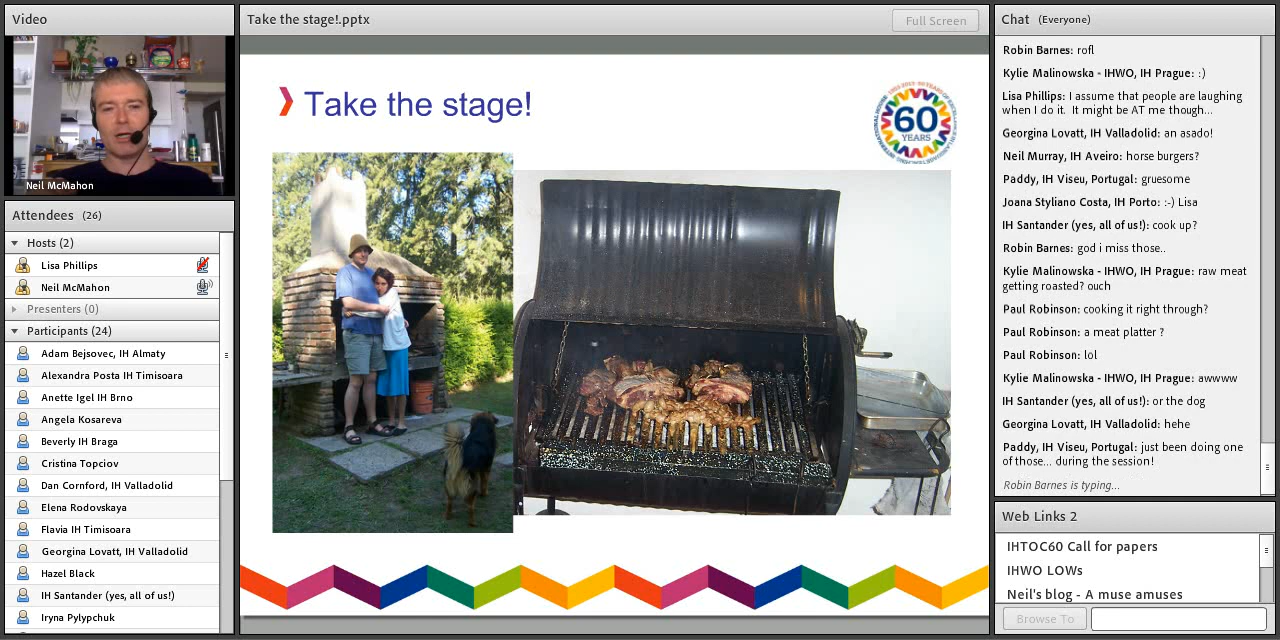 Video
Neil McMahon
Attendees (26)
Hosts (2)
Lisa Phillips
Neil McMahon
Presenters (0)
Participants (24)
Adam Bejsovec, IH Almaty
Alexandra Posta IH Timisoara
Anette Igel IH Brno
Angela Kosareva
Beverly IH Braga
Cristina Topciov
Dan Cornford, IH Valladolid
Elena Rodovskaya
Flavia IH Timisoara
Georgina Lovatt, IH Valladolid
Hazel Black
IH Santander (yes, all of us!)
Iryna Pylypchuk
Take the stage!.pptx
Full Screen
Take the stage!
60
YEARS
Chat (Everyone)
Robin Barnes: rofl
Kylie Malinowska - IHWO, IH Prague: :)
Lisa Phillips: I assume that people are laughing
when I do it. It might be AT me though...
Georgina Lovatt, IH Valladolid: an asado!
Neil Murray, IH Aveiro: horse burgers?
Paddy, IH Viseu, Portugal: gruesome
Joana Styliano Costa, IH Porto: :-) Lisa
IH Santander (yes, all of us!): cook up?
Robin Barnes: god i miss those..
Kylie Malinowska - IHWO, IH Prague: raw meat
getting roasted? ouch
Paul Robinson: cooking it right through?
Paul Robinson: a meat platter ?
Paul Robinson: lol
Kylie Malinowska - IHWO, IH Prague: awwww
IH Santander (yes, all of us!): or the dog
Georgina Lovatt, IH Valladolid: hehe
Paddy, IH Viseu, Portugal: just been doing one
of those... during the session!
Robin Barnes is typing...
Web Links 2
IHTOC60 Call for papers
IHWO LOWs
Neil's blog - A muse amuses
Browse To